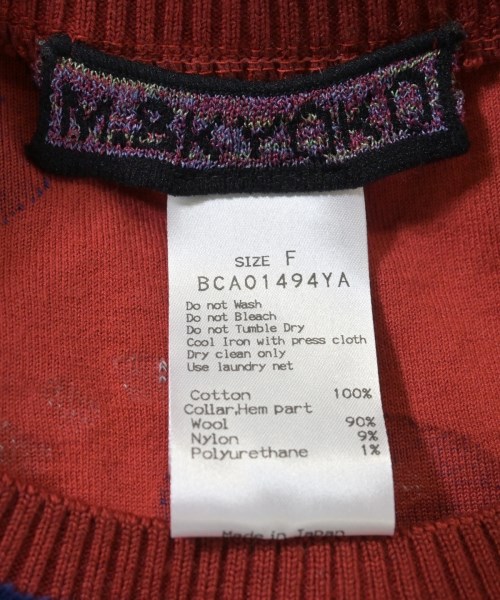 M.&KYOKO
SIZE F
BCA01494YA
Do not Wash
Do not Bleach
Do not Tumble Dry
Cool Iron with press cloth
Dry clean only
Use laundry net
Cotton 100%
Collar,Hem part
Wool 90%
Nylon 9%
Polyurethane 1%
Made in Japan